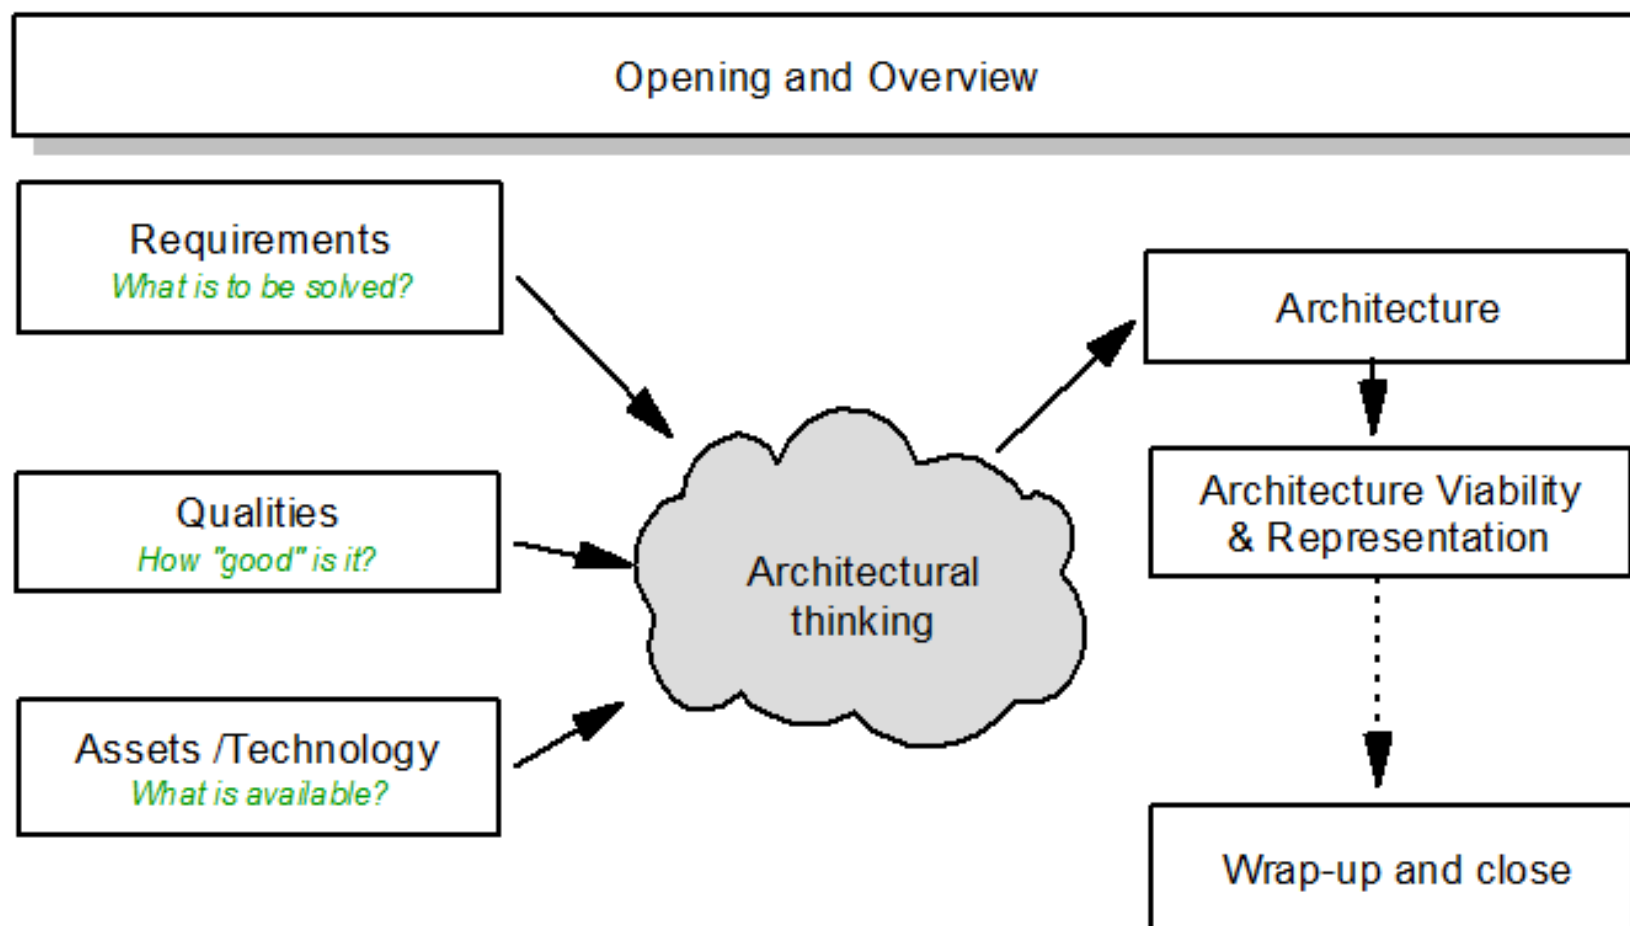 Opening and Overview
Requirements
What is to be solved?
Qualities
How "good" is it?
Assets /Technology
What is available?
Architectural
thinking
Architecture
Architecture Viability
& Representation
Wrap-up and close